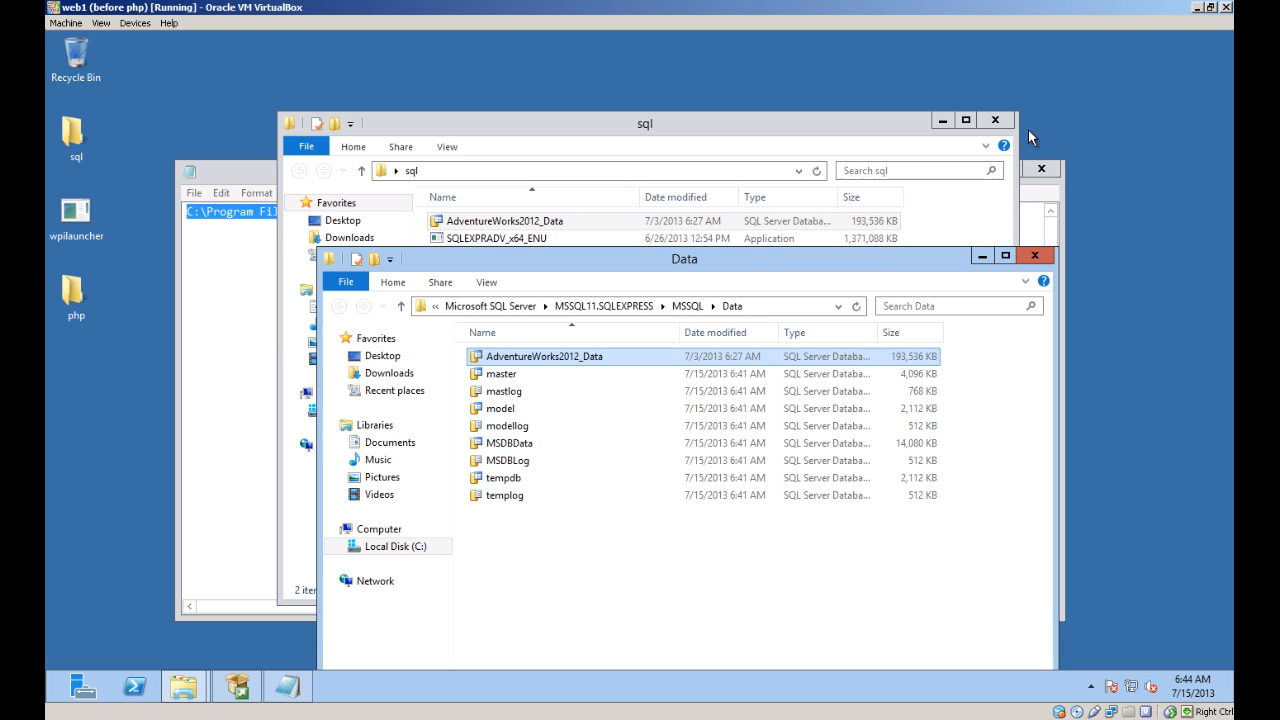 web1 (before php) [Running] - Oracle VM VirtualBox
Machine View Devices Help
Recycle Bin
sql
wpilauncher
php
File Edit Format
C:\Program Fil
sql
File Home Share View
sql
Search sql
Name Date modified Type Size
Favorites
Desktop
Downloads
AdventureWorks2012_Data 7/3/2013 6:27 AM SQL Server Databa... 193,536 KB
SQLEXPRADV_x64_ENU 6/26/2013 12:54 PM Application 1,371,088 KB
2 iter
Data
File Home Share View
« Microsoft SQL Server MSSQL11.SQLEXPRESS MSSQL Data
Search Data
Name Date modified Type Size
Favorites
Desktop
Downloads
Recent places
Libraries
Documents
Music
Pictures
Videos
Computer
Local Disk (C:)
Network
AdventureWorks2012_Data 7/3/2013 6:27 AM SQL Server Databa... 193,536 KB
master 7/15/2013 6:41 AM SQL Server Databa... 4,096 KB
mastlog 7/15/2013 6:41 AM SQL Server Databa... 768 KB
model 7/15/2013 6:41 AM SQL Server Databa... 2,112 KB
modellog 7/15/2013 6:41 AM SQL Server Databa... 512 KB
MSDBData 7/15/2013 6:41 AM SQL Server Databa... 14,080 KB
MSDBLog 7/15/2013 6:41 AM SQL Server Databa... 512 KB
tempdb 7/15/2013 6:41 AM SQL Server Databa... 2,112 KB
templog 7/15/2013 6:41 AM SQL Server Databa... 512 KB
6:44 AM
7/15/2013
Right Ctrl